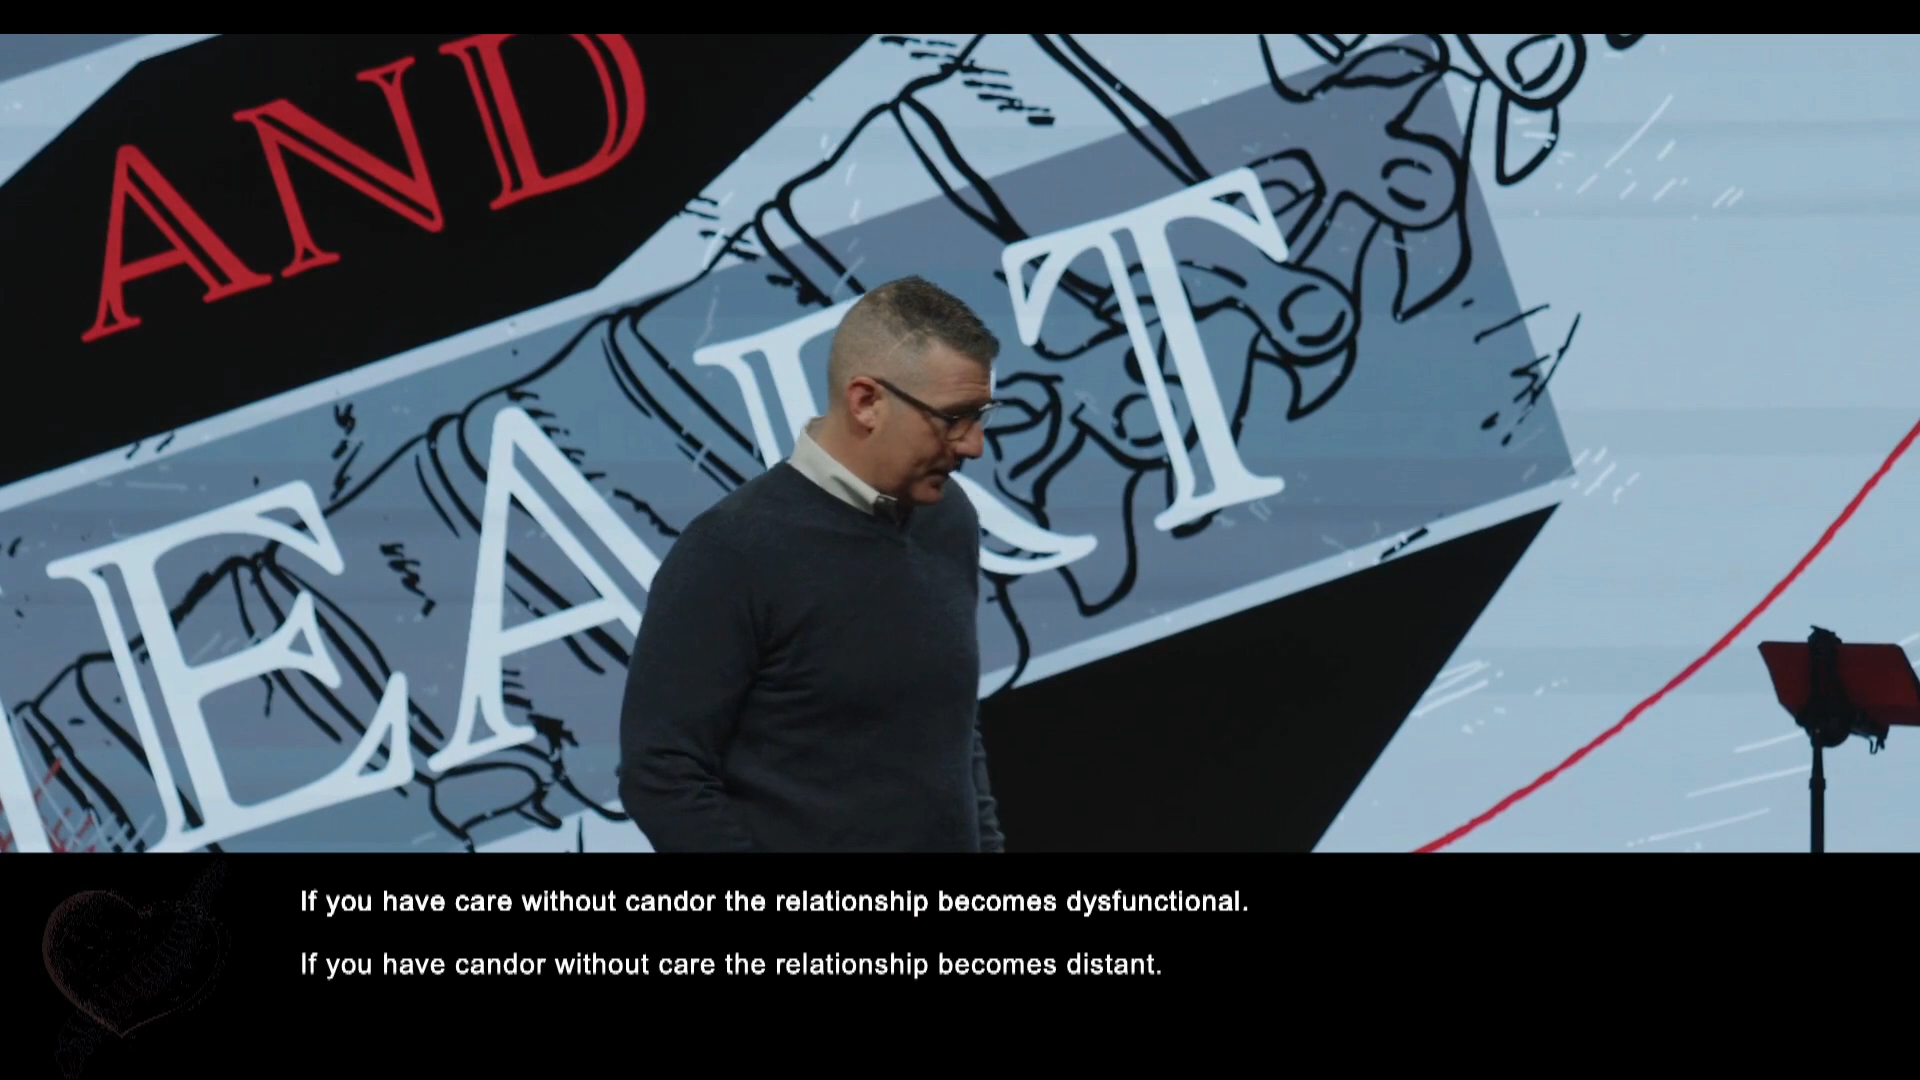 AND
EART
If you have care without candor the relationship becomes dysfunctional.
If you have candor without care the relationship becomes distant.